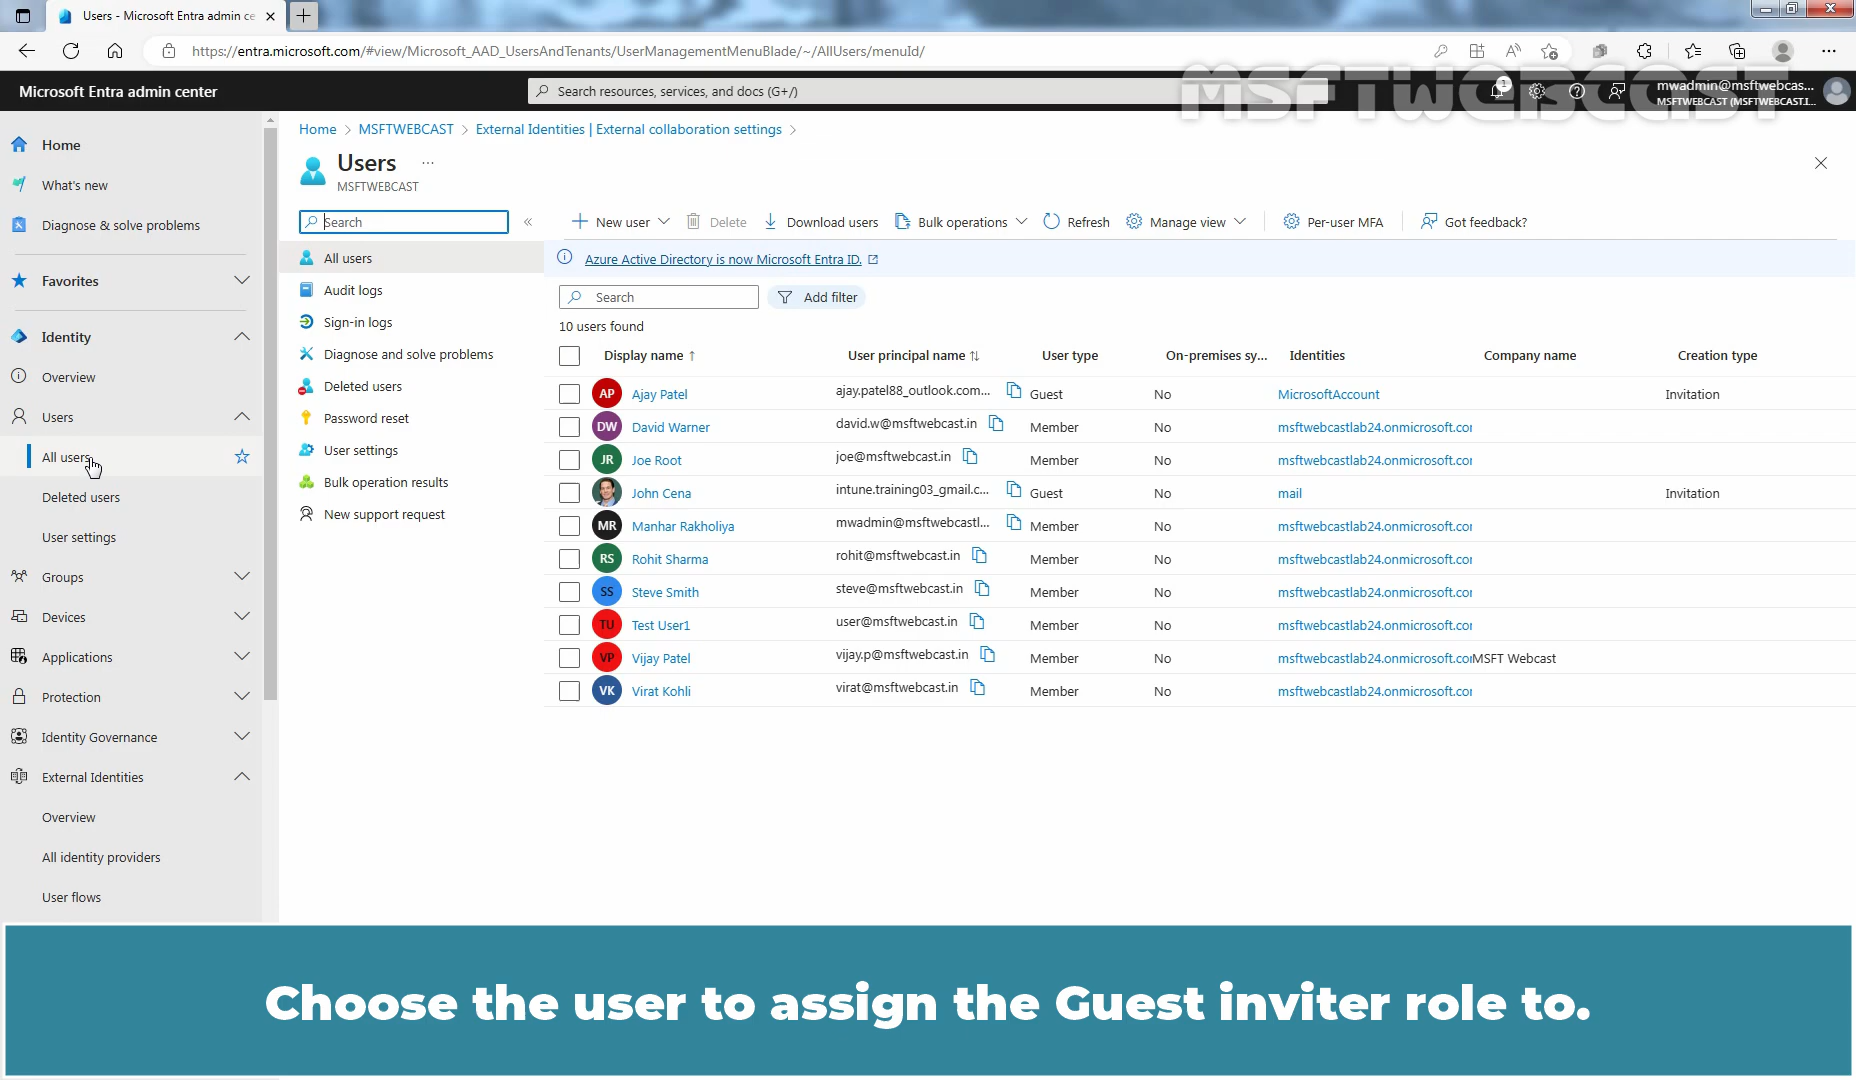 Users - Microsoft Entra admin ce
https://entra.microsoft.com/#view/Microsoft_AAD_UsersAndTenants/UserManagementMenuBlade/~/AllUsers/menuId/
MSFTWEBCAST
Microsoft Entra admin center
Search resources, services, and docs (G+/)
1
mwadmin@msftwebcas...
MSFTWEBCAST (MSFTWEBCAST.I...
Home
What's new
Diagnose & solve problems
Favorites
Identity
Overview
Users
All users
Deleted users
User settings
Groups
Devices
Applications
Protection
Identity Governance
External Identities
Overview
All identity providers
User flows
Home > MSFTWEBCAST > External Identities | External collaboration settings >
Users ...
MSFTWEBCAST
Search
All users
Audit logs
Sign-in logs
Diagnose and solve problems
Deleted users
Password reset
User settings
Bulk operation results
New support request
New user Delete Download users Bulk operations Refresh Manage view Per-user MFA Got feedback?
Azure Active Directory is now Microsoft Entra ID.
Search Add filter
10 users found
Display name ↑ User principal name ↑↓ User type On-premises sy... Identities Company name Creation type
AP Ajay Patel ajay.patel88_outlook.com... Guest No MicrosoftAccount Invitation
DW David Warner david.w@msftwebcast.in Member No msftwebcastlab24.onmicrosoft.cor
JR Joe Root joe@msftwebcast.in Member No msftwebcastlab24.onmicrosoft.cor
John Cena intune.training03_gmail.c... Guest No mail Invitation
MR Manhar Rakholiya mwadmin@msftwebcastl... Member No msftwebcastlab24.onmicrosoft.cor
RS Rohit Sharma rohit@msftwebcast.in Member No msftwebcastlab24.onmicrosoft.cor
SS Steve Smith steve@msftwebcast.in Member No msftwebcastlab24.onmicrosoft.cor
TU Test User1 user@msftwebcast.in Member No msftwebcastlab24.onmicrosoft.cor
VP Vijay Patel vijay.p@msftwebcast.in Member No msftwebcastlab24.onmicrosoft.cor MSFT Webcast
VK Virat Kohli virat@msftwebcast.in Member No msftwebcastlab24.onmicrosoft.cor
Choose the user to assign the Guest inviter role to.